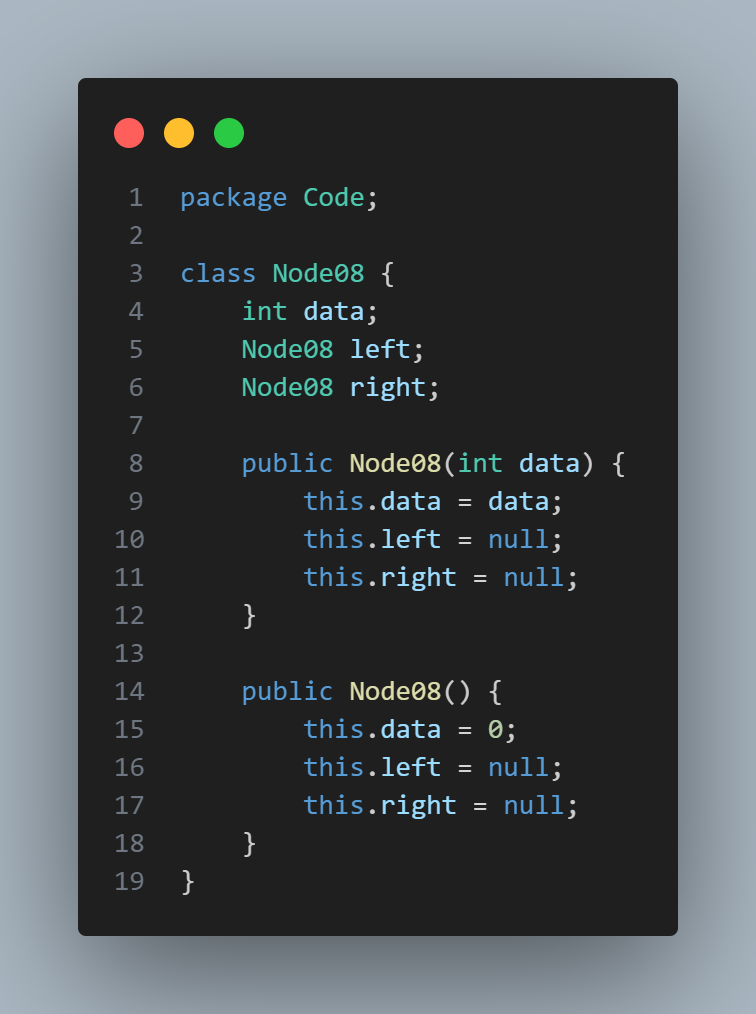 1 package Code;
2
3 class Node08 {
4     int data;
5     Node08 left;
6     Node08 right;
7
8     public Node08(int data) {
9         this.data = data;
10         this.left = null;
11         this.right = null;
12     }
13
14     public Node08() {
15         this.data = 0;
16         this.left = null;
17         this.right = null;
18     }
19 }